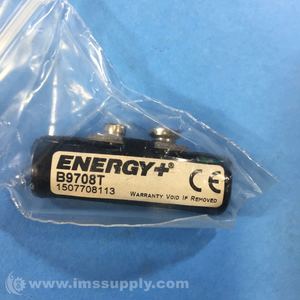 ENERGY+®
B9708T
1507708113
WARRANTY VOID IF REMOVED
CE
© www.imssupply.com